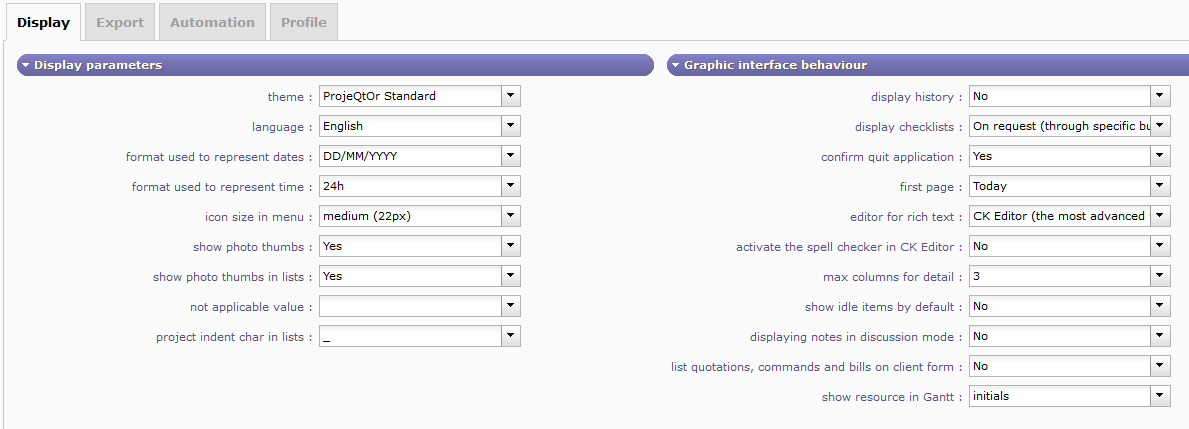 Display Export Automation Profile
Display parameters
theme : ProjeQtOr Standard
language : English
format used to represent dates : DD/MM/YYYY
format used to represent time : 24h
icon size in menu : medium (22px)
show photo thumbs : Yes
show photo thumbs in lists : Yes
not applicable value :
project indent char in lists : _
Graphic interface behaviour
display history : No
display checklists : On request (through specific bu
confirm quit application : Yes
first page : Today
editor for rich text : CK Editor (the most advanced
activate the spell checker in CK Editor : No
max columns for detail : 3
show idle items by default : No
displaying notes in discussion mode : No
list quotations, commands and bills on client form : No
show resource in Gantt : initials